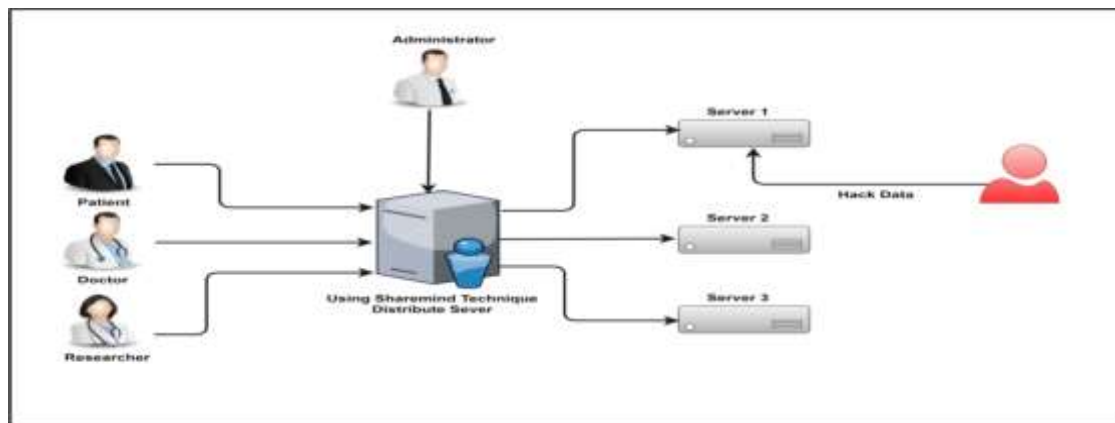 Administrator
Server 1
Patient
Hack Data
Server 2
Doctor
Using Sharemind Technique
Distribute Sever
Server 3
Researcher